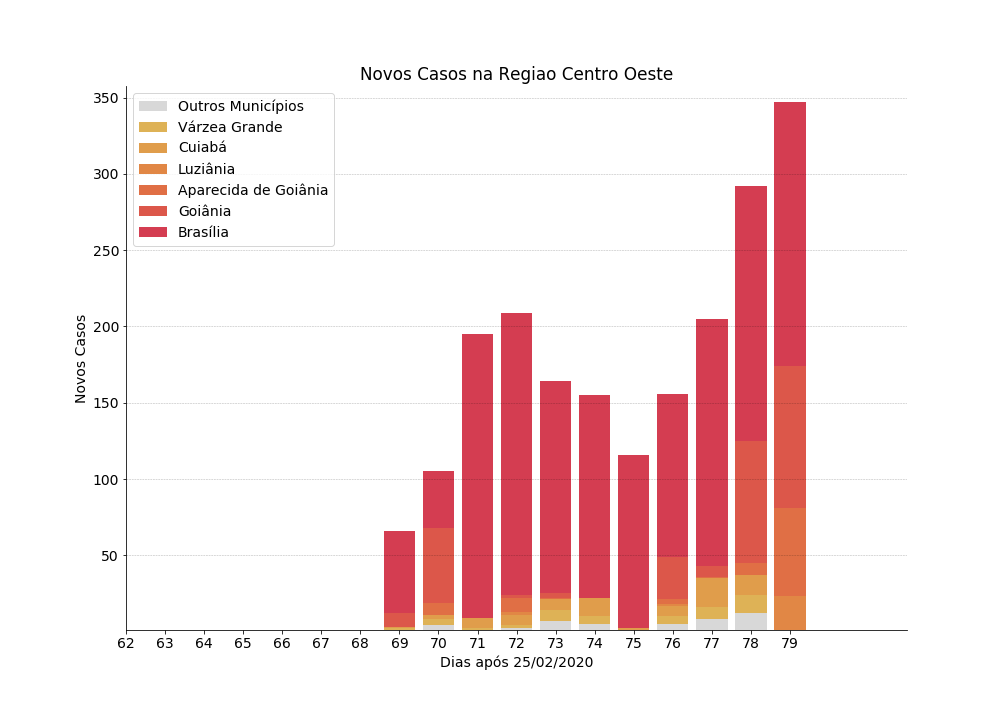 Novos Casos na Regiao Centro Oeste
Outros Municípios
Várzea Grande
Cuiabá
Luziânia
Aparecida de Goiânia
Goiânia
Brasília
350
300
250
200
150
100
50
Novos Casos
62 63 64 65 66 67 68 69 70 71 72 73 74 75 76 77 78 79
Dias após 25/02/2020